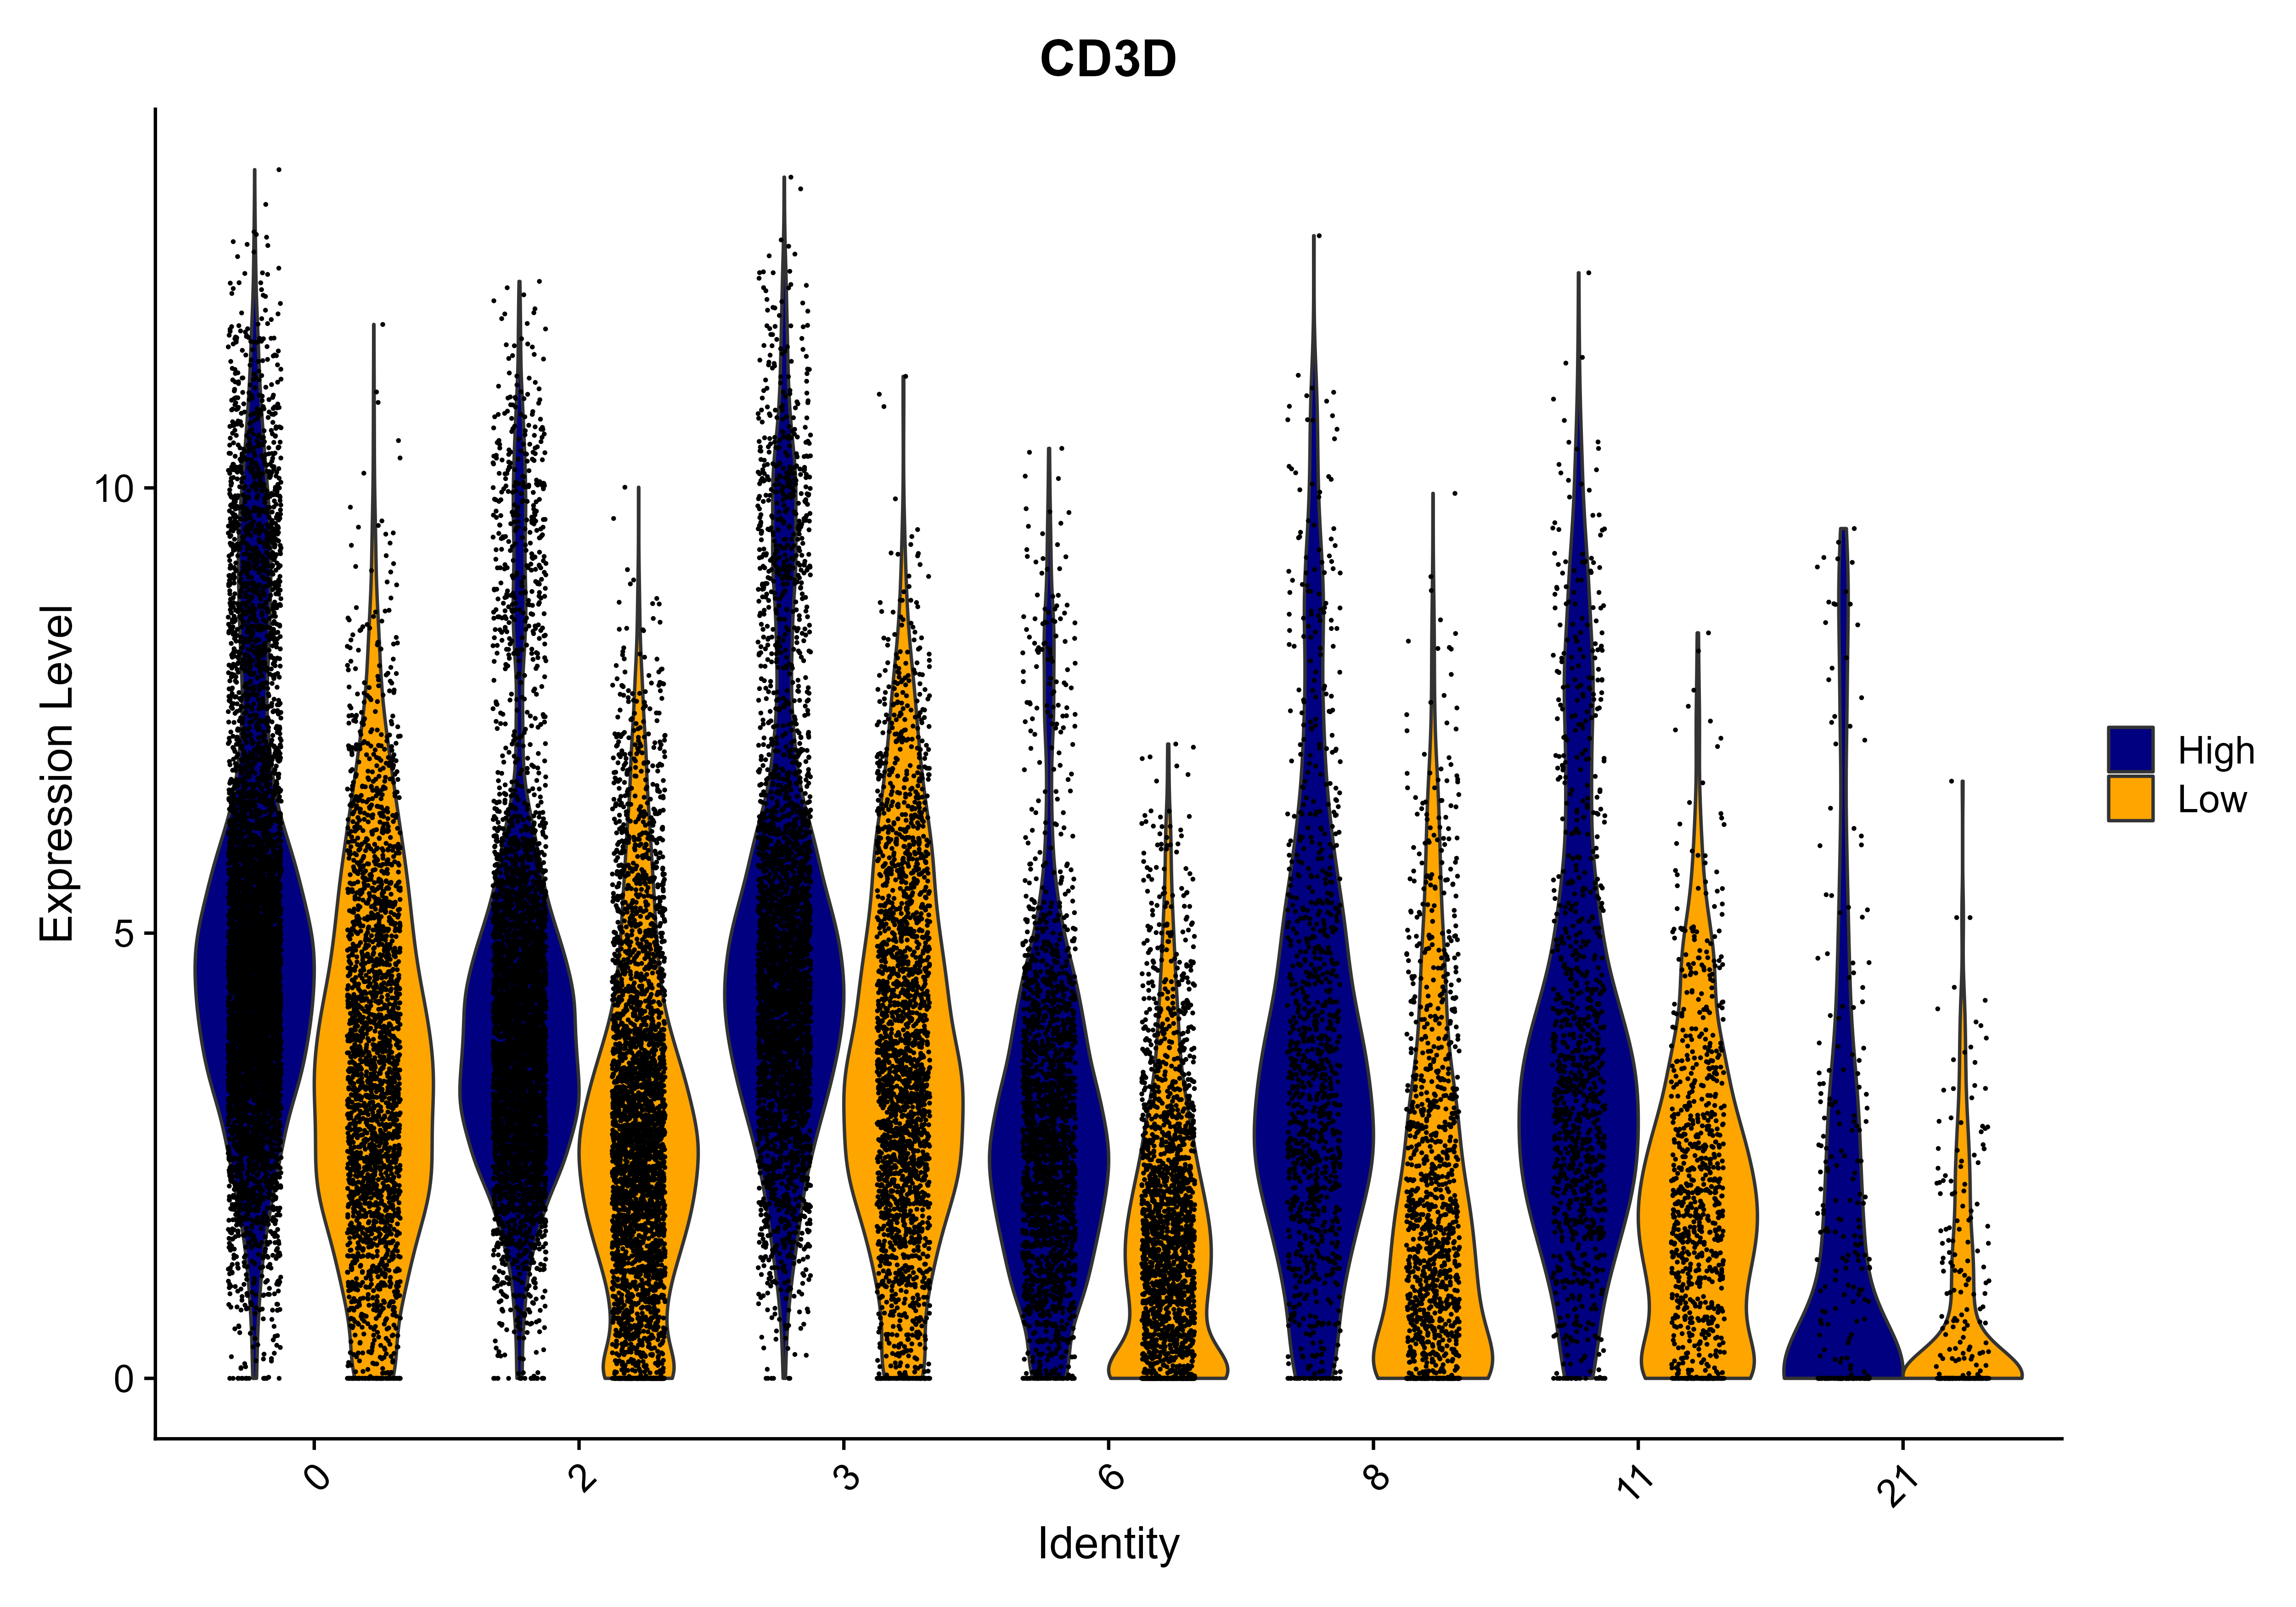 CD3D
Expression Level
10
5
0
0 2 3 6 8 11 21
Identity
High
Low